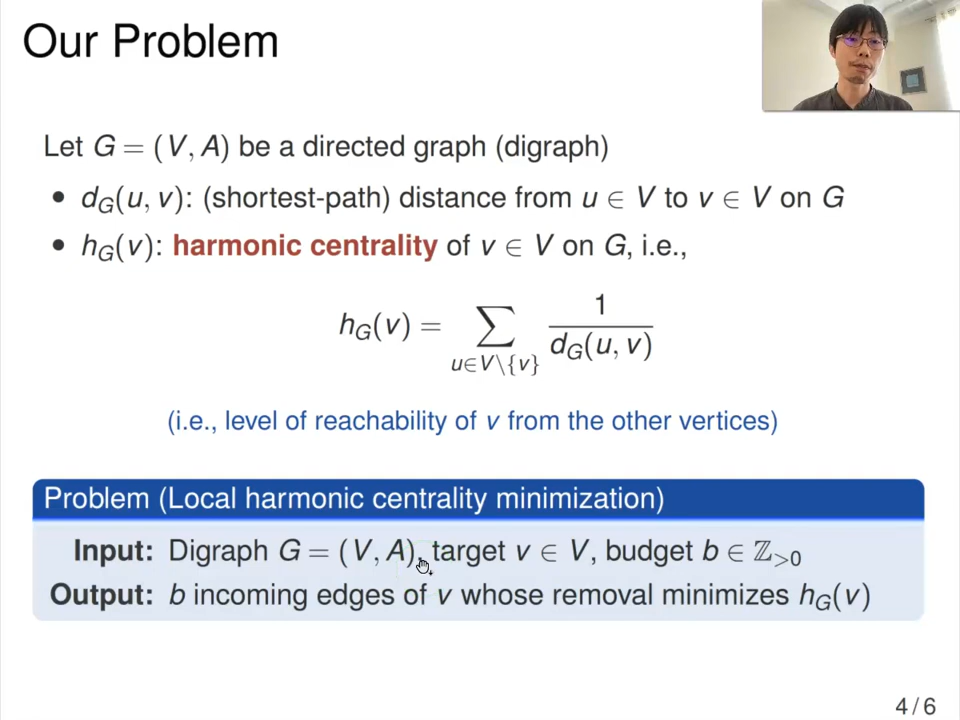 Our Problem
Let G = (V, A) be a directed graph (digraph)
• d_G(u, v): (shortest-path) distance from u ∈ V to v ∈ V on G
• h_G(v): harmonic centrality of v ∈ V on G, i.e.,
h_G(v) = ∑_{u∈V\{v}} 1/d_G(u, v)
(i.e., level of reachability of v from the other vertices)
Problem (Local harmonic centrality minimization)
Input: Digraph G = (V, A), target v ∈ V, budget b ∈ ℤ_{>0}
Output: b incoming edges of v whose removal minimizes h_G(v)
4 / 6